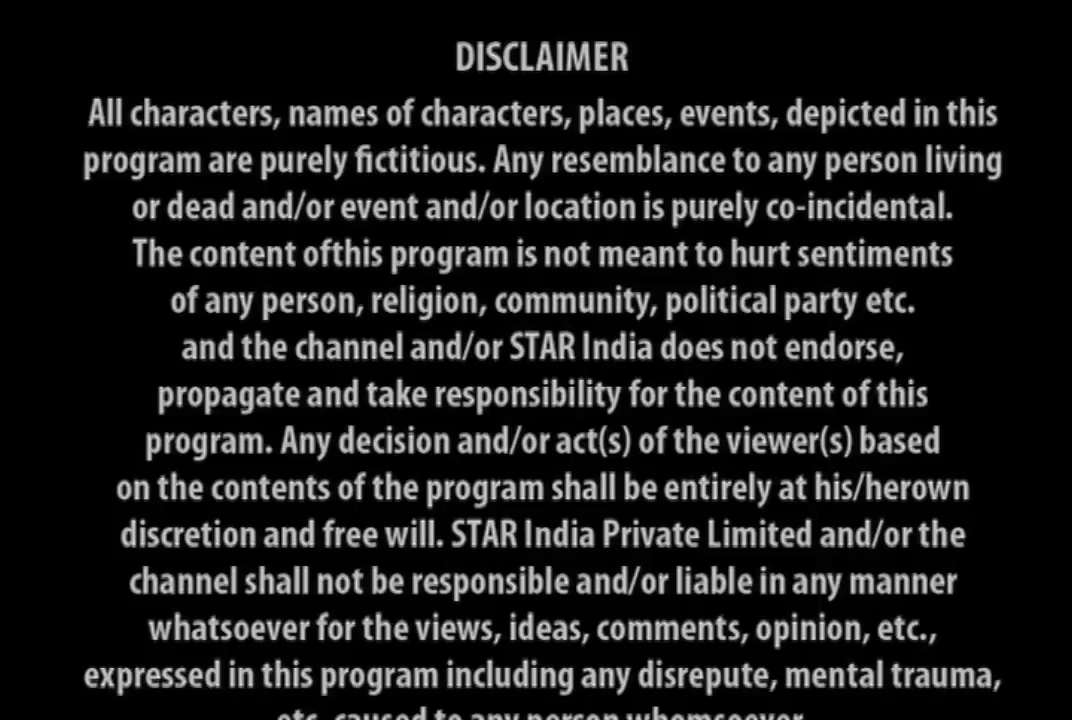 DISCLAIMER
All characters, names of characters, places, events, depicted in this
program are purely fictitious. Any resemblance to any person living
or dead and/or event and/or location is purely co-incidental.
The content ofthis program is not meant to hurt sentiments
of any person, religion, community, political party etc.
and the channel and/or STAR India does not endorse,
propagate and take responsibility for the content of this
program. Any decision and/or act(s) of the viewer(s) based
on the contents of the program shall be entirely at his/herown
discretion and free will. STAR India Private Limited and/or the
channel shall not be responsible and/or liable in any manner
whatsoever for the views, ideas, comments, opinion, etc.,
expressed in this program including any disrepute, mental trauma,
etc. caused to any person whomsoever.